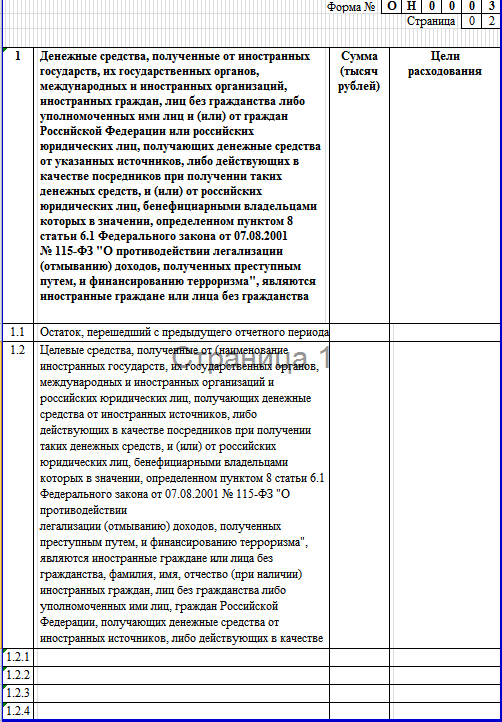 Форма № О Н 0 0 0 3
Страница 0 2
1 Денежные средства, полученные от иностранных Сумма Цели
государств, их государственных органов, (тысяч расходования
международных и иностранных организаций, рублей)
иностранных граждан, лиц без гражданства либо
уполномоченных ими лиц и (или) от граждан
Российской Федерации или российских
юридических лиц, получающих денежные средства
от указанных источников, либо действующих в
качестве посредников при получении таких
денежных средств, и (или) от российских
юридических лиц, бенефициарными владельцами
которых в значении, определенном пунктом 8
статьи 6.1 Федерального закона от 07.08.2001
№ 115-ФЗ "О противодействии легализации
(отмыванию) доходов, полученных преступным
путем, и финансированию терроризма", являются
иностранные граждане или лица без гражданства
1.1 Остаток, перешедший с предыдущего отчетного периода
1.2 Целевые средства, полученные от (наименование
Страница 1
иностранных государств, их государственных органов,
международных и иностранных организаций и
российских юридических лиц, получающих денежные
средства от иностранных источников, либо
действующих в качестве посредников при получении
таких денежных средств, и (или) от российских
юридических лиц, бенефициарными владельцами
которых в значении, определенном пунктом 8 статьи 6.1
Федерального закона от 07.08.2001 № 115-ФЗ "О
противодействии
легализации (отмыванию) доходов, полученных
преступным путем, и финансированию терроризма",
являются иностранные граждане или лица без
гражданства, фамилия, имя, отчество (при наличии)
иностранных граждан, лиц без гражданства либо
уполномоченных ими лиц, граждан Российской
Федерации, получающих денежные средства от
иностранных источников, либо действующих в качестве
1.2.1
1.2.2
1.2.3
1.2.4